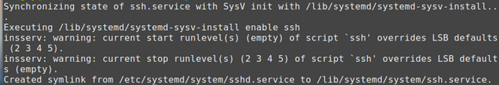 Synchronizing state of ssh.service with SysV init with /lib/systemd/systemd-sysv-install..
.
Executing /lib/systemd/systemd-sysv-install enable ssh
insserv: warning: current start runlevel(s) (empty) of script `ssh' overrides LSB defaults
(2 3 4 5).
insserv: warning: current stop runlevel(s) (2 3 4 5) of script `ssh' overrides LSB default
s (empty).
Created symlink from /etc/systemd/system/sshd.service to /lib/systemd/system/ssh.service.